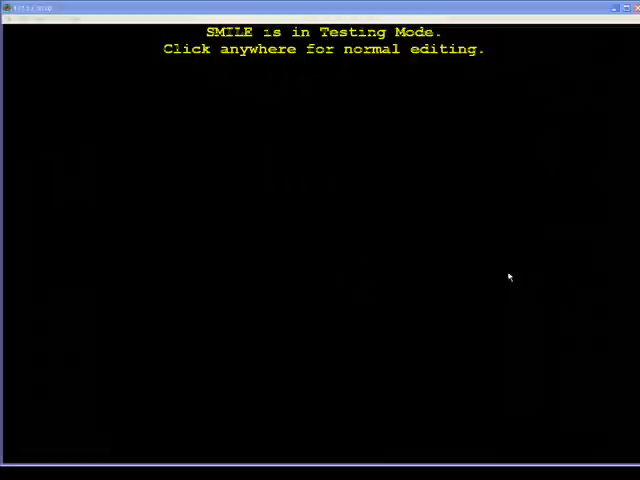 SMILE is in Testing Mode.
Click anywhere for normal editing.